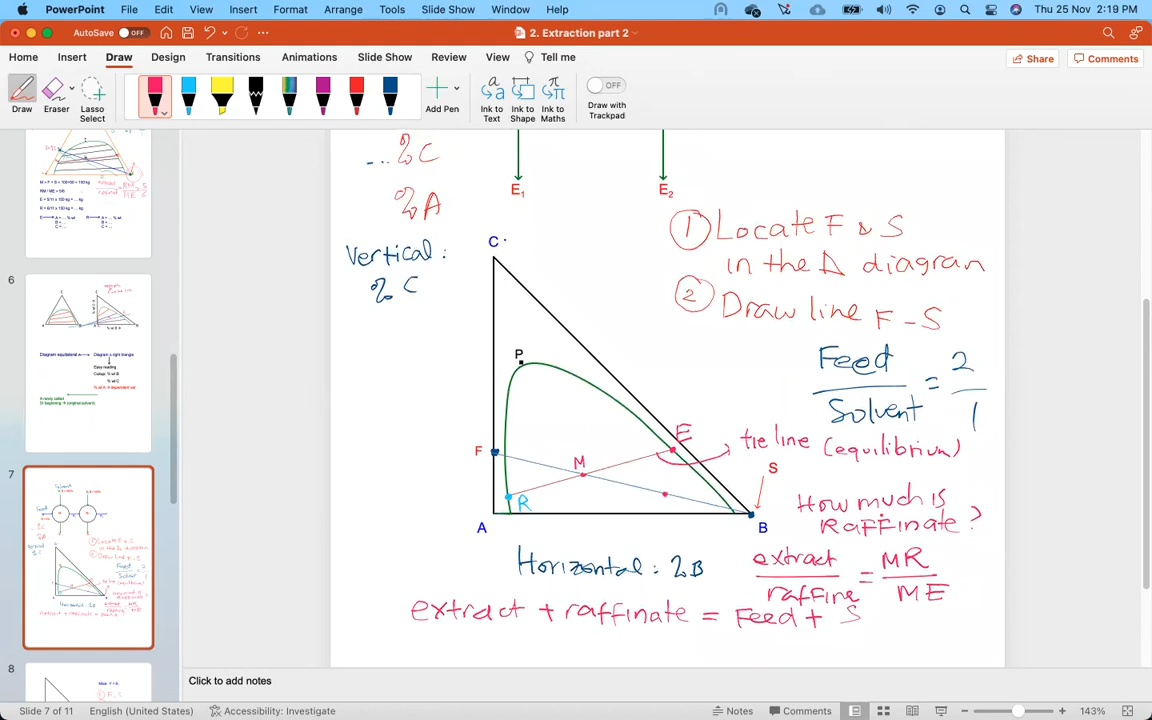 PowerPoint File Edit View Insert Format Arrange Tools Slide Show Window Help Thu 25 Nov 2:19 PM
AutoSave OFF 2. Extraction part 2
Home Insert Draw Design Transitions Animations Slide Show Review View Tell me Share Comments
Draw
Eraser
Lasso Select
Add Pen
Ink to Text
Ink to Shape
Ink to Maths
OFF
Draw with Trackpad
6
7
8
... % C
% A
E1
E2
Vertical :
% C
C
P
F
M
E
R
A
B
S
① Locate F & S
in the Δ diagram
② Draw line F - S
Feed / Solvent = 2 / 1
tie line (equilibrium)
How much is
Raffinate ?
Horizontal : % B
extract / raffine = MR / ME
extract + raffinate = Feed + S
Click to add notes
Slide 7 of 11 English (United States) Accessibility: Investigate Notes Comments 143%